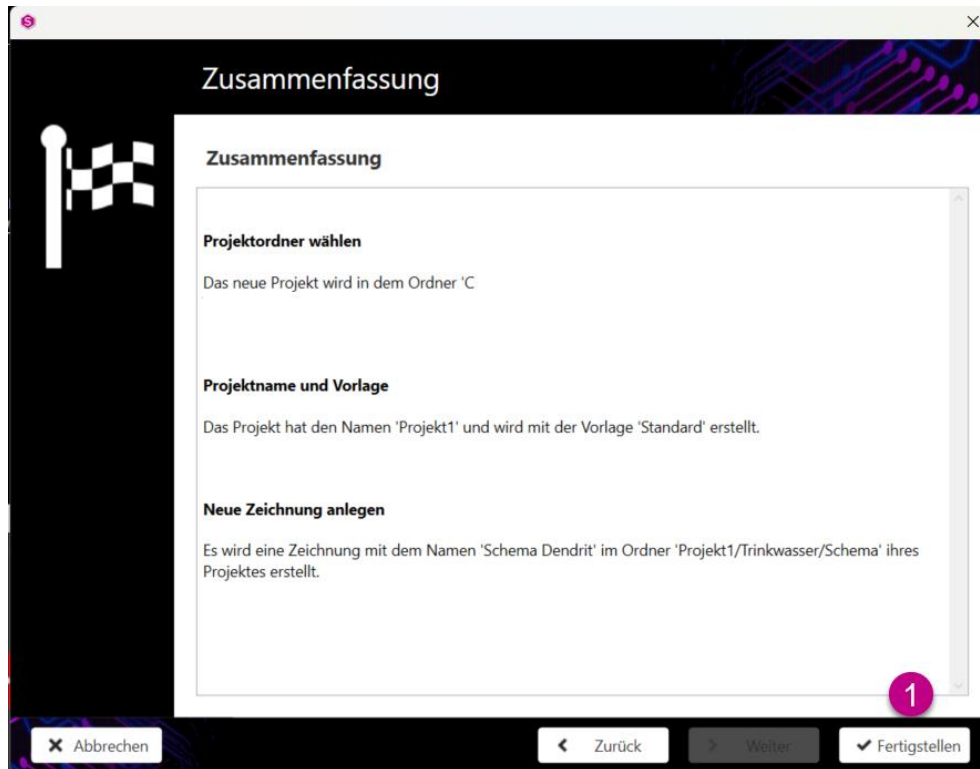 Zusammenfassung
Zusammenfassung
Projektordner wählen
Das neue Projekt wird in dem Ordner 'C
Projektname und Vorlage
Das Projekt hat den Namen 'Projekt1' und wird mit der Vorlage 'Standard' erstellt.
Neue Zeichnung anlegen
Es wird eine Zeichnung mit dem Namen 'Schema Dendrit' im Ordner 'Projekt1/Trinkwasser/Schema' ihres
Projektes erstellt.
1
Abbrechen
Zurück
Weiter
Fertigstellen